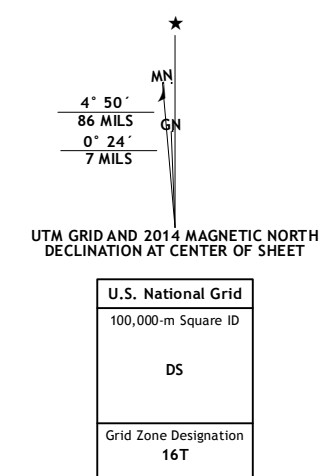 MN
4° 50´
86 MILS
GN
0° 24´
7 MILS
UTM GRID AND 2014 MAGNETIC NORTH
DECLINATION AT CENTER OF SHEET
U.S. National Grid
100,000-m Square ID
DS
Grid Zone Designation
16T